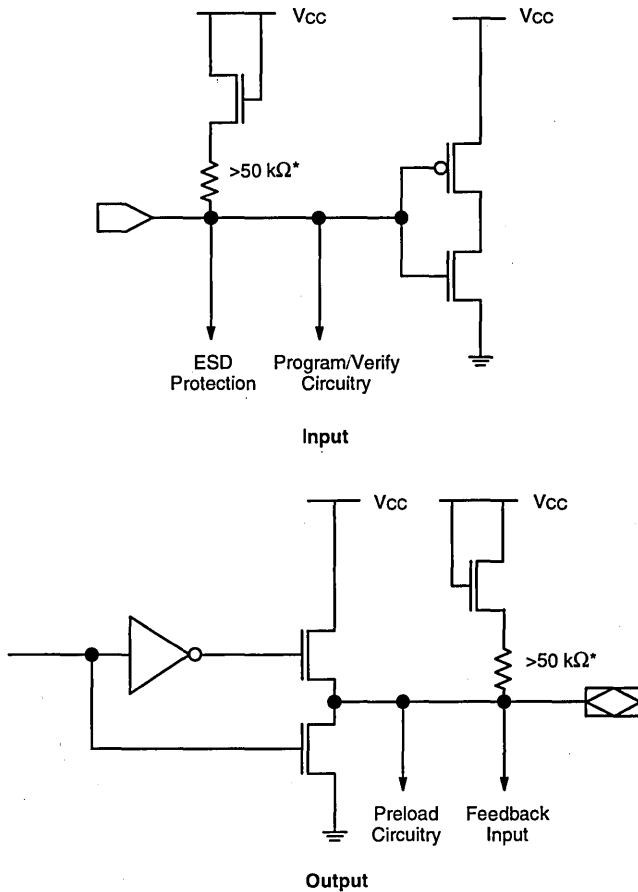 VCC
VCC
>50 kΩ*
ESD
Protection
Program/Verify
Circuitry
Input
VCC
VCC
>50 kΩ*
Preload
Circuitry
Feedback
Input
Output